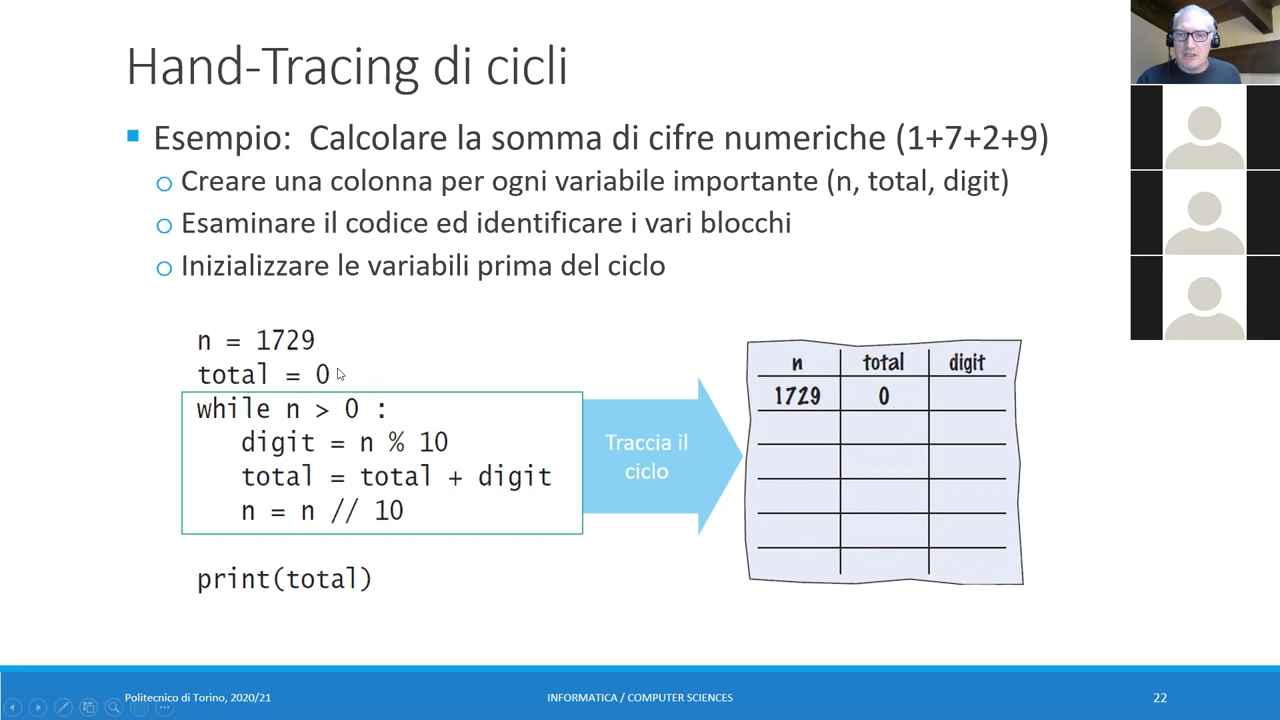 Hand-Tracing di cicli
Esempio: Calcolare la somma di cifre numeriche (1+7+2+9)
Creare una colonna per ogni variabile importante (n, total, digit)
Esaminare il codice ed identificare i vari blocchi
Inizializzare le variabili prima del ciclo
n = 1729
total = 0
while n > 0 :
digit = n % 10
total = total + digit
n = n // 10
print(total)
Traccia il
ciclo
n total digit
1729 0
Politecnico di Torino, 2020/21 INFORMATICA / COMPUTER SCIENCES 22